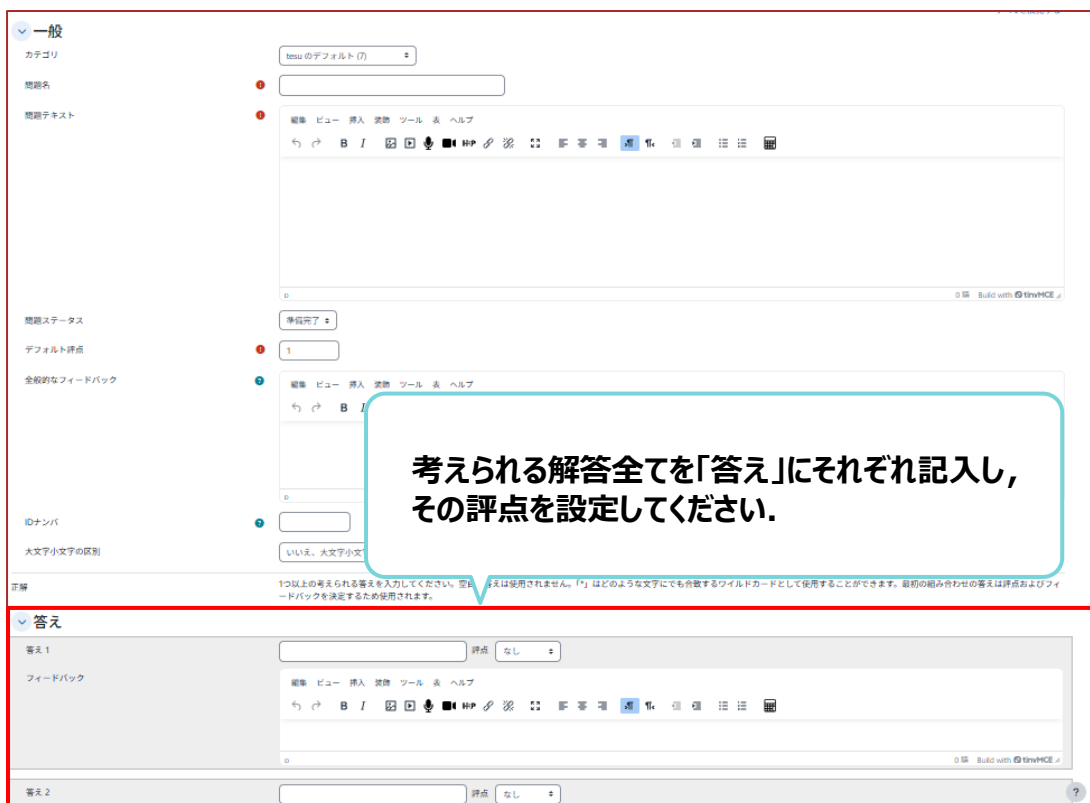 一般
カテゴリ
tesu のデフォルト (7)
問題名
問題テキスト
編集 ビュー 挿入 装飾 ツール 表 ヘルプ
B I H-P
p 0 語 Build with tinyMCE
問題ステータス
準備完了
デフォルト評点
1
全般的なフィードバック
編集 ビュー 挿入 装飾 ツール 表 ヘルプ
B I
p
考えられる解答全てを「答え」にそれぞれ記入し,
その評点を設定してください.
IDナンバ
大文字小文字の区別
いいえ、大文字小文
正解
1つ以上の考えられる答えを入力してください。空白 答えは使用されません。「*」はどのような文字にでも合致するワイルドカードとして使用することができます。最初の組み合わせの答えは評点およびフィ
ードバックを決定するため使用されます。
答え
答え 1
評点 なし
フィードバック
編集 ビュー 挿入 装飾 ツール 表 ヘルプ
B I H-P
p 0 語 Build with tinyMCE
答え 2
評点 なし
?